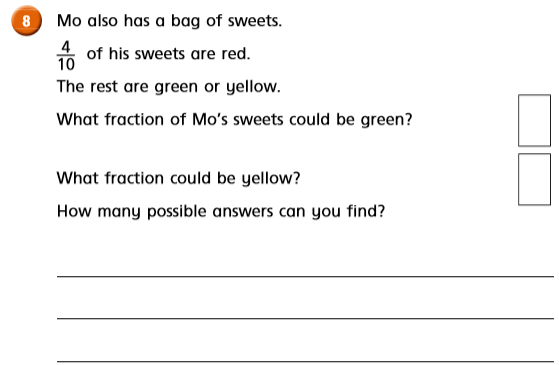 8 Mo also has a bag of sweets.
4/10 of his sweets are red.
The rest are green or yellow.
What fraction of Mo's sweets could be green?
What fraction could be yellow?
How many possible answers can you find?